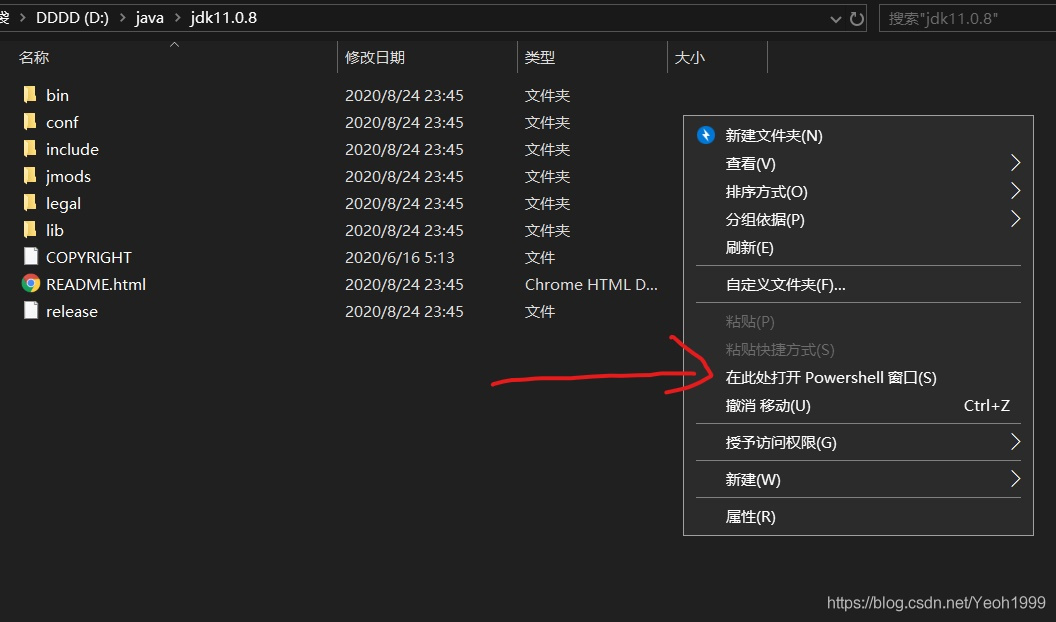 DDDD (D:) › java › jdk11.0.8 搜索"jdk11.0.8"
名称 修改日期 类型 大小
bin 2020/8/24 23:45 文件夹
conf 2020/8/24 23:45 文件夹
include 2020/8/24 23:45 文件夹
jmods 2020/8/24 23:45 文件夹
legal 2020/8/24 23:45 文件夹
lib 2020/8/24 23:45 文件夹
COPYRIGHT 2020/6/16 5:13 文件
README.html 2020/8/24 23:45 Chrome HTML D...
release 2020/8/24 23:45 文件
新建文件夹(N)
查看(V)
排序方式(O)
分组依据(P)
刷新(E)
自定义文件夹(F)...
粘贴(P)
粘贴快捷方式(S)
在此处打开 Powershell 窗口(S)
撤消 移动(U) Ctrl+Z
授予访问权限(G)
新建(W)
属性(R)
https://blog.csdn.net/Yeoh1999